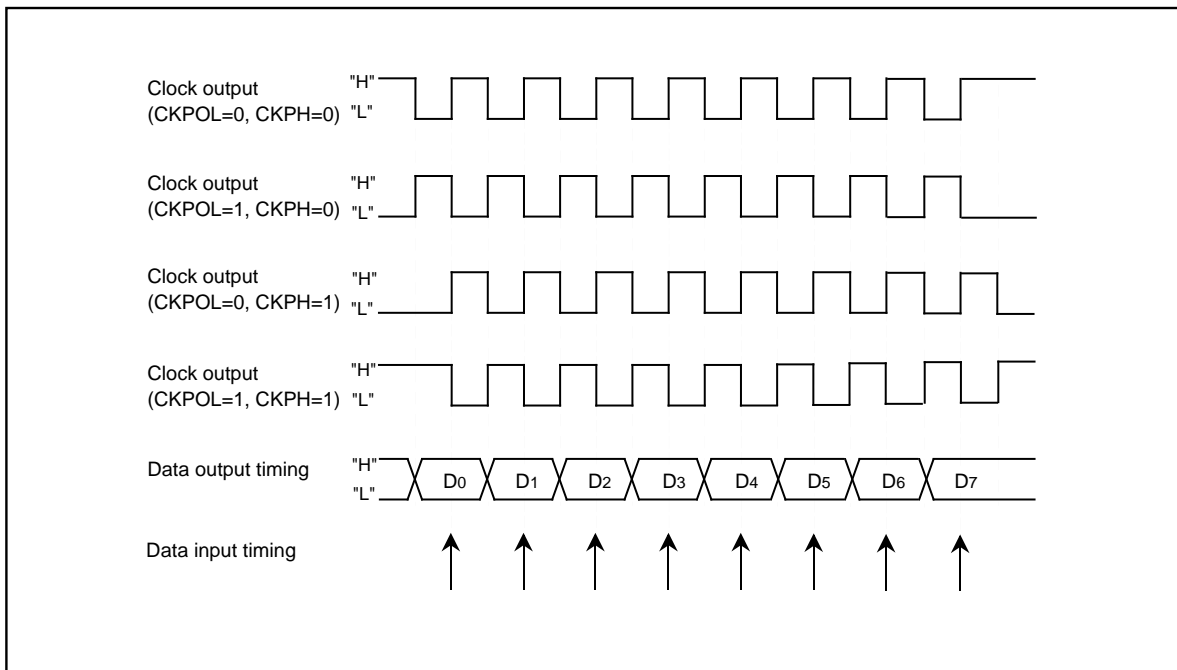 Clock output
(CKPOL=0, CKPH=0)
"H"
"L"
Clock output
(CKPOL=1, CKPH=0)
"H"
"L"
Clock output
(CKPOL=0, CKPH=1)
"H"
"L"
Clock output
(CKPOL=1, CKPH=1)
"H"
"L"
Data output timing
"H"
"L"
D0 D1 D2 D3 D4 D5 D6 D7
Data input timing